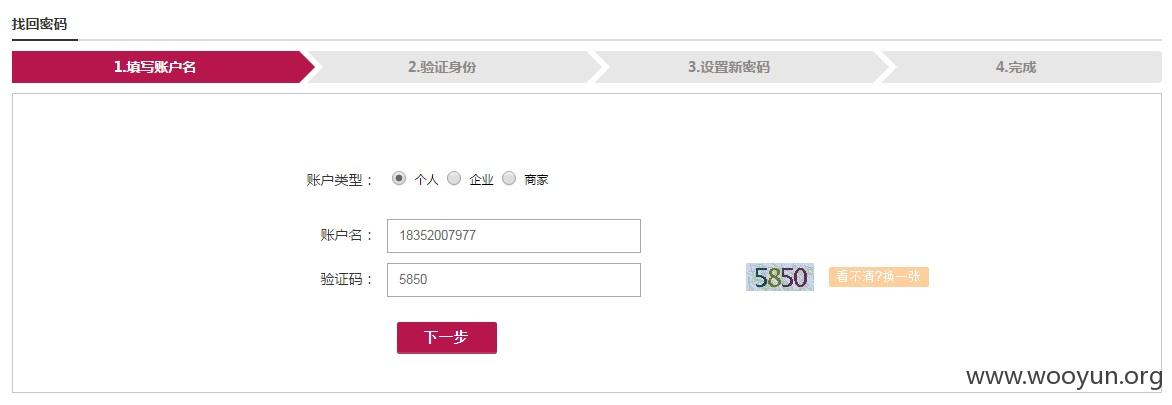 找回密码
1.填写账户名 2.验证身份 3.设置新密码 4.完成
账户类型： 个人 企业 商家
账户名： 18352007977
验证码： 5850 5850 看不清?换一张
下一步
www.wooyun.org